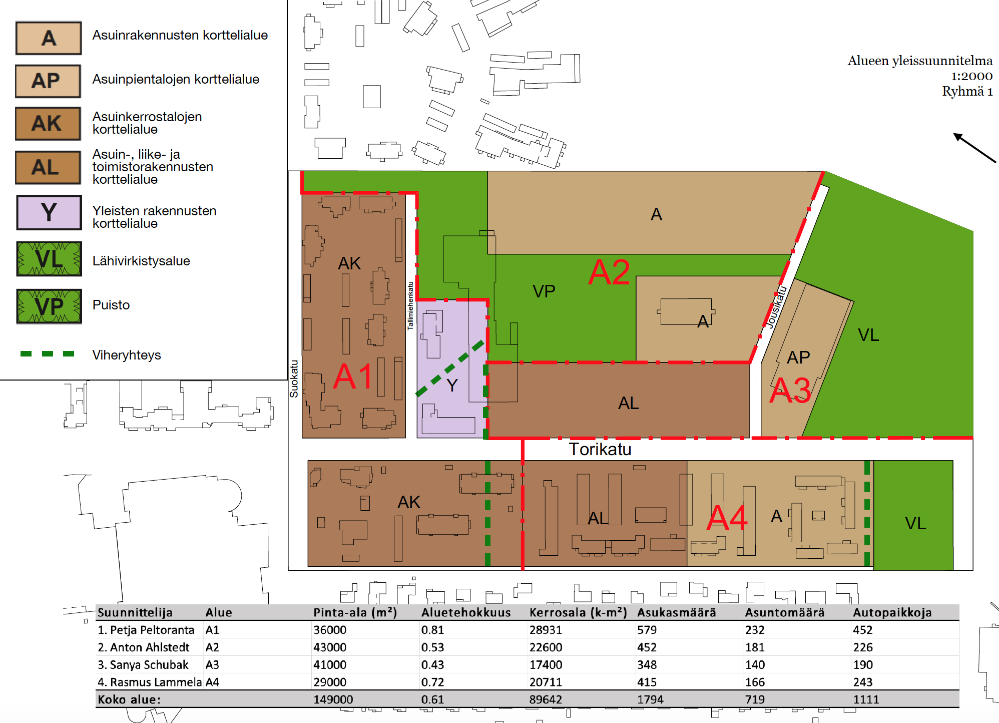 A
Asuinrakennusten korttelialue
AP
Asuinpientalojen korttelialue
AK
Asuinkerrostalojen
korttelialue
AL
Asuin-, liike- ja
toimistorakennusten
korttelialue
Y
Yleisten rakennusten
korttelialue
VL
Lähivirkistysalue
VP
Puisto
Viheryhteys
Alueen yleissuunnitelma
1:2000
Ryhmä 1
A
AK
A2
VP
Tallimiehenkatu
Jousikatu
A
VL
AP
A1
Suokatu
Y
A3
AL
Torikatu
AK
AL
A4
A
VL
Suunnittelija Alue Pinta-ala (m²) Aluetehokkuus Kerrosala (k-m²) Asukasmäärä Asuntomäärä Autopaikkoja
1. Petja Peltoranta A1 36000 0.81 28931 579 232 452
2. Anton Ahlstedt A2 43000 0.53 22600 452 181 226
3. Sanya Schubak A3 41000 0.43 17400 348 140 190
4. Rasmus Lammela A4 29000 0.72 20711 415 166 243
Koko alue: 149000 0.61 89642 1794 719 1111